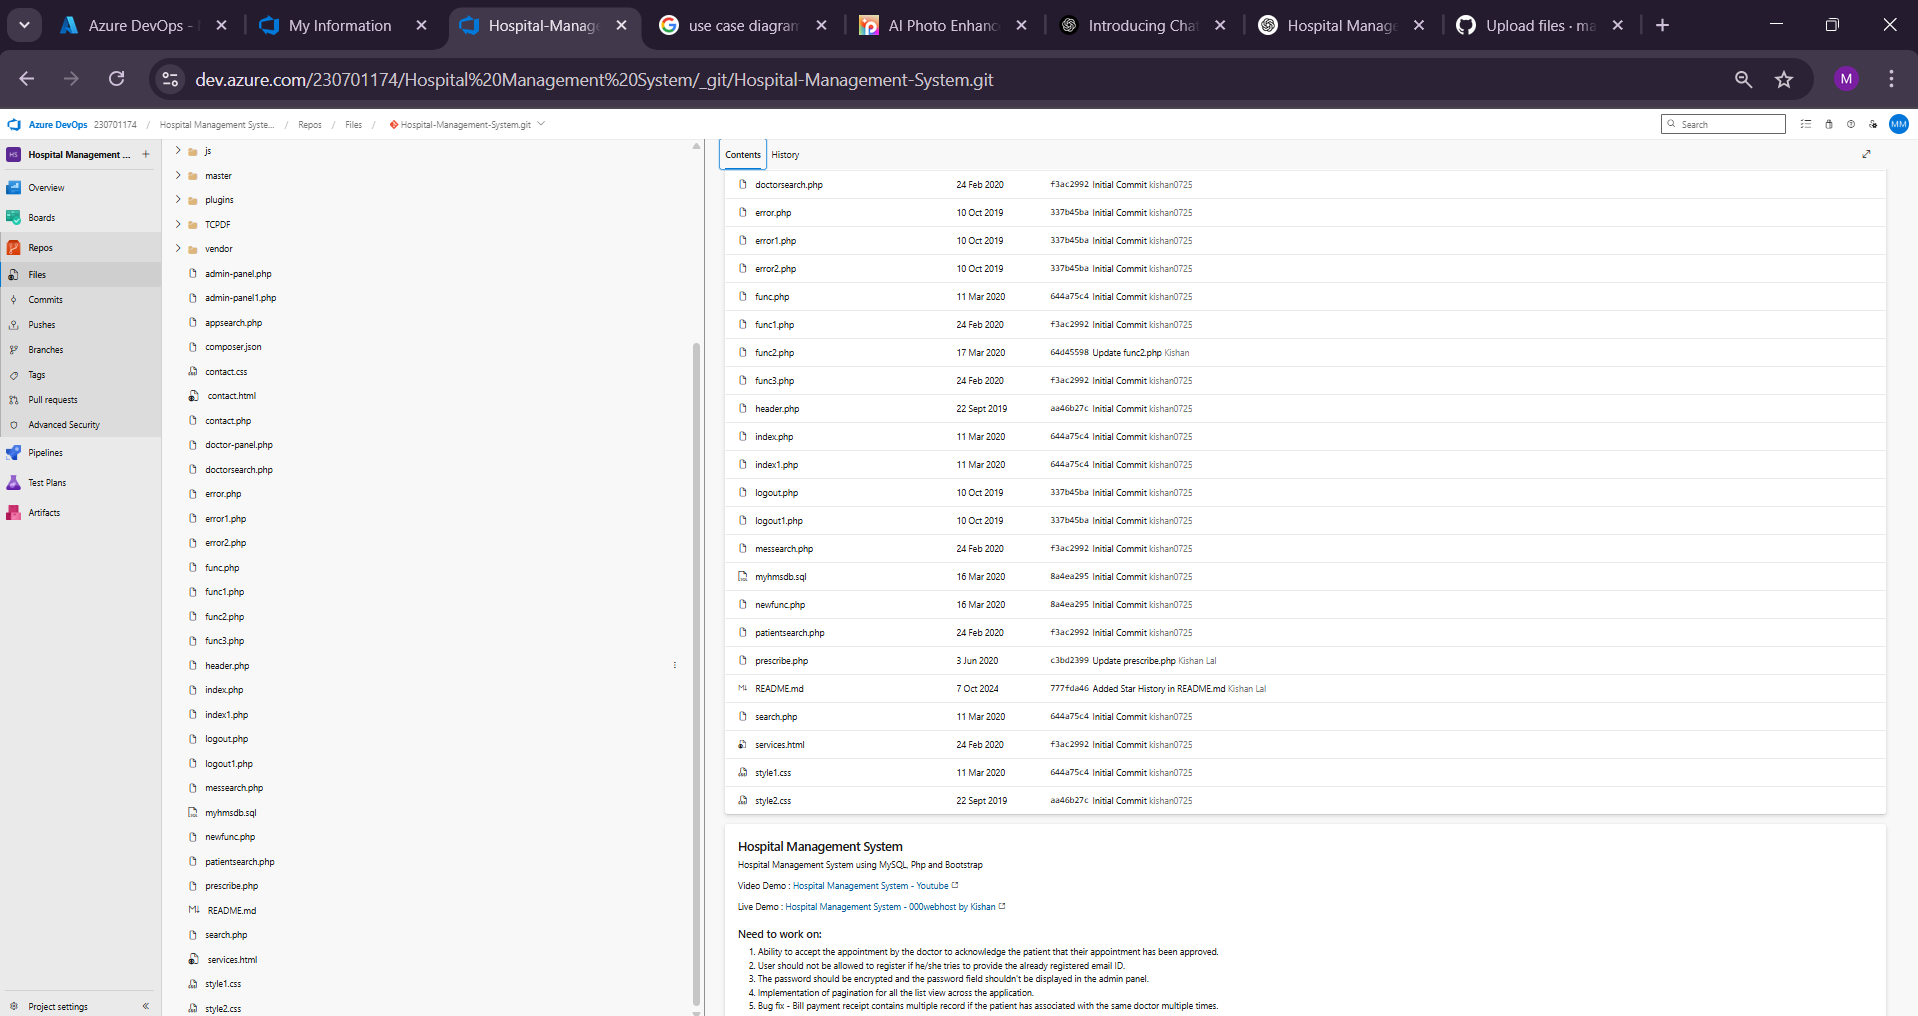 Azure DevOps -
My Information
Hospital-Manage
use case diagram
AI Photo Enhanc
Introducing Chat
Hospital Manage
Upload files · ma
dev.azure.com/230701174/Hospital%20Management%20System/_git/Hospital-Management-System.git
M
Azure DevOps 230701174 / Hospital Management Syste... / Repos / Files / Hospital-Management-System.git
Search
MM
HS Hospital Management ... +
Overview
Boards
Repos
Files
Commits
Pushes
Branches
Tags
Pull requests
Advanced Security
Pipelines
Test Plans
Artifacts
Project settings
js
master
plugins
TCPDF
vendor
admin-panel.php
admin-panel1.php
appsearch.php
composer.json
contact.css
contact.html
contact.php
doctor-panel.php
doctorsearch.php
error.php
error1.php
error2.php
func.php
func1.php
func2.php
func3.php
header.php
index.php
index1.php
logout.php
logout1.php
messearch.php
myhmsdb.sql
newfunc.php
patientsearch.php
prescribe.php
README.md
search.php
services.html
style1.css
style2.css
Contents History
doctorsearch.php 24 Feb 2020 f3ac2992 Initial Commit kishan0725
error.php 10 Oct 2019 337b45ba Initial Commit kishan0725
error1.php 10 Oct 2019 337b45ba Initial Commit kishan0725
error2.php 10 Oct 2019 337b45ba Initial Commit kishan0725
func.php 11 Mar 2020 644a75c4 Initial Commit kishan0725
func1.php 24 Feb 2020 f3ac2992 Initial Commit kishan0725
func2.php 17 Mar 2020 64d45598 Update func2.php Kishan
func3.php 24 Feb 2020 f3ac2992 Initial Commit kishan0725
header.php 22 Sept 2019 aa46b27c Initial Commit kishan0725
index.php 11 Mar 2020 644a75c4 Initial Commit kishan0725
index1.php 11 Mar 2020 644a75c4 Initial Commit kishan0725
logout.php 10 Oct 2019 337b45ba Initial Commit kishan0725
logout1.php 10 Oct 2019 337b45ba Initial Commit kishan0725
messearch.php 24 Feb 2020 f3ac2992 Initial Commit kishan0725
myhmsdb.sql 16 Mar 2020 8a4ea295 Initial Commit kishan0725
newfunc.php 16 Mar 2020 8a4ea295 Initial Commit kishan0725
patientsearch.php 24 Feb 2020 f3ac2992 Initial Commit kishan0725
prescribe.php 3 Jun 2020 c3bd2399 Update prescribe.php Kishan Lal
README.md 7 Oct 2024 777fda46 Added Star History in README.md Kishan Lal
search.php 11 Mar 2020 644a75c4 Initial Commit kishan0725
services.html 24 Feb 2020 f3ac2992 Initial Commit kishan0725
style1.css 11 Mar 2020 644a75c4 Initial Commit kishan0725
style2.css 22 Sept 2019 aa46b27c Initial Commit kishan0725
Hospital Management System
Hospital Management System using MySQL, Php and Bootstrap
Video Demo : Hospital Management System - Youtube
Live Demo : Hospital Management System - 000webhost by Kishan
Need to work on:
1. Ability to accept the appointment by the doctor to acknowledge the patient that their appointment has been approved.
2. User should not be allowed to register if he/she tries to provide the already registered email ID.
3. The password should be encrypted and the password field shouldn't be displayed in the admin panel.
4. Implementation of pagination for all the list view across the application.
5. Bug fix - Bill payment receipt contains multiple record if the patient has associated with the same doctor multiple times.